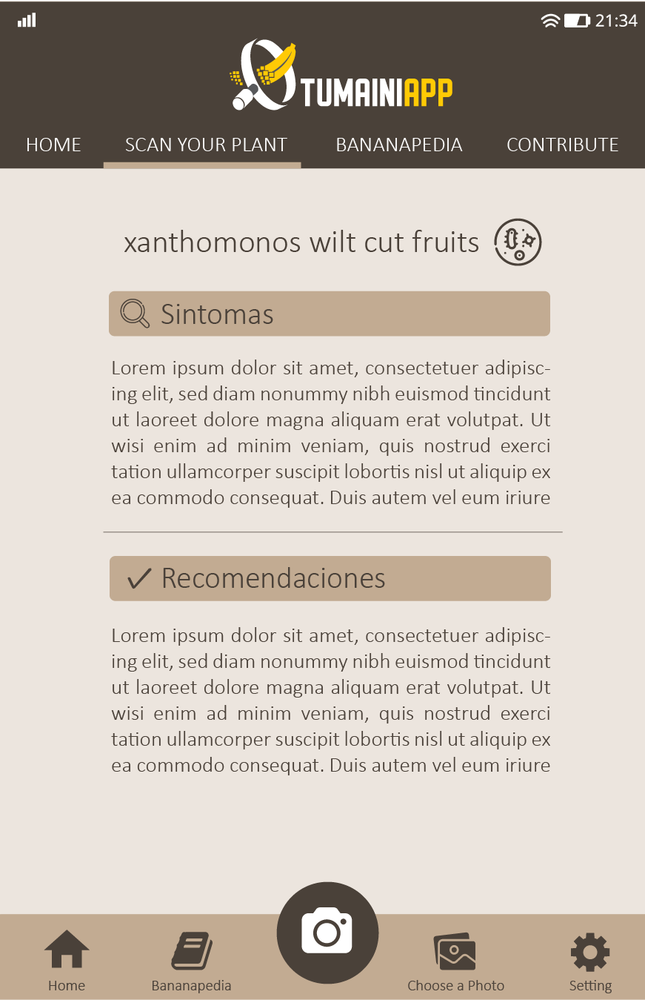 21:34
TUMAINIAPP
HOME SCAN YOUR PLANT BANANAPEDIA CONTRIBUTE
xanthomonos wilt cut fruits
Sintomas
Lorem ipsum dolor sit amet, consectetuer adipisc-
ing elit, sed diam nonummy nibh euismod tincidunt
ut laoreet dolore magna aliquam erat volutpat. Ut
wisi enim ad minim veniam, quis nostrud exerci
tation ullamcorper suscipit lobortis nisl ut aliquip ex
ea commodo consequat. Duis autem vel eum iriure
Recomendaciones
Lorem ipsum dolor sit amet, consectetuer adipisc-
ing elit, sed diam nonummy nibh euismod tincidunt
ut laoreet dolore magna aliquam erat volutpat. Ut
wisi enim ad minim veniam, quis nostrud exerci
tation ullamcorper suscipit lobortis nisl ut aliquip ex
ea commodo consequat. Duis autem vel eum iriure
Home Bananapedia Choose a Photo Setting